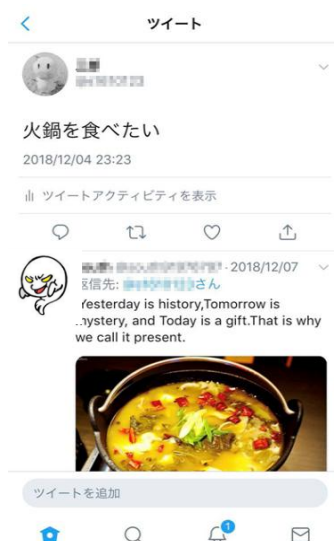 ツイート
火鍋を食べたい
2018/12/04 23:23
ツイートアクティビティを表示
· 2018/12/07
返信先: さん
Yesterday is history,Tomorrow is
mystery, and Today is a gift.That is why
we call it present.
ツイートを追加
1